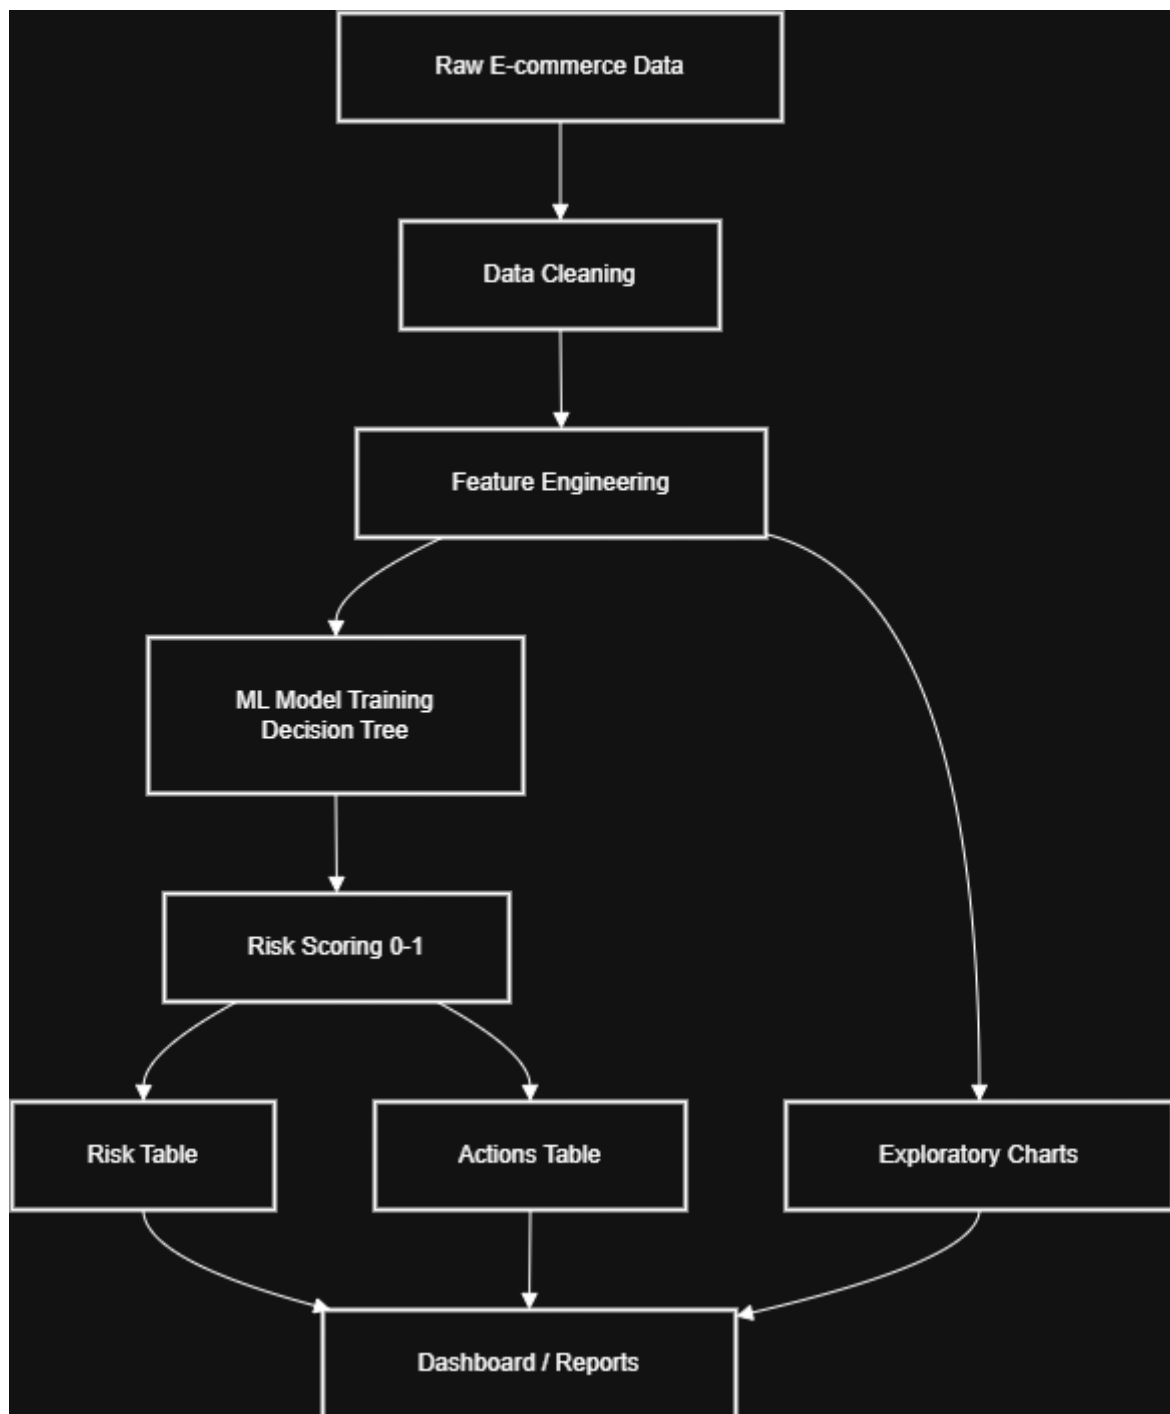 Raw E-commerce Data
Data Cleaning
Feature Engineering
ML Model Training
Decision Tree
Risk Scoring 0-1
Risk Table
Actions Table
Exploratory Charts
Dashboard / Reports